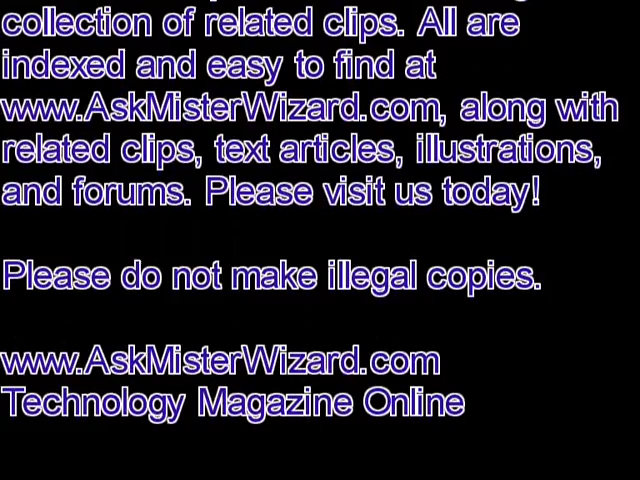 collection of related clips. All are
indexed and easy to find at
www.AskMisterWizard.com, along with
related clips, text articles, illustrations,
and forums. Please visit us today!
Please do not make illegal copies.
www.AskMisterWizard.com
Technology Magazine Online